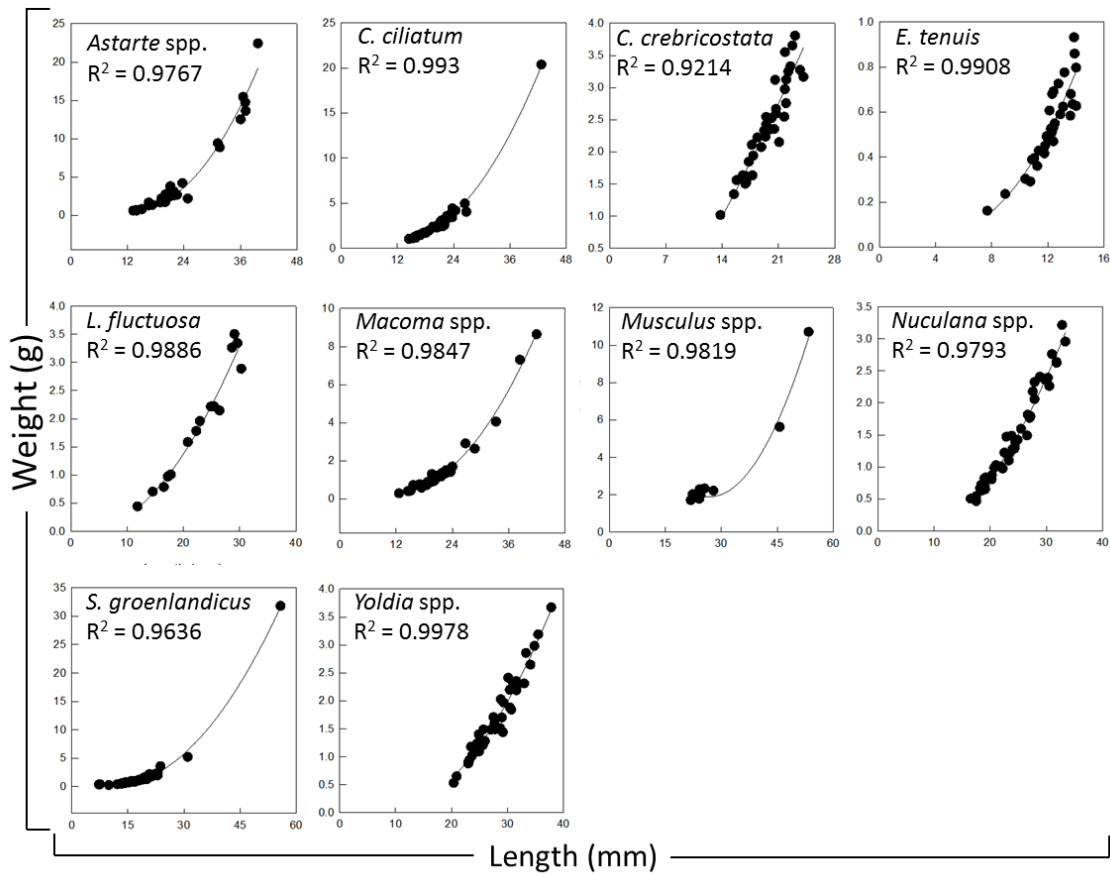 Weight (g)
Astarte spp.
R² = 0.9767
25
20
15
10
5
0
0 12 24 36 48
C. ciliatum
R² = 0.993
25
20
15
10
5
0
0 12 24 36 48
C. crebricostata
R² = 0.9214
4.0
3.5
3.0
2.5
2.0
1.5
1.0
0.5
0 7 14 21 28
E. tenuis
R² = 0.9908
1.0
0.8
0.6
0.4
0.2
0.0
0 4 8 12 16
L. fluctuosa
R² = 0.9886
4.0
3.5
3.0
2.5
2.0
1.5
1.0
0.5
0.0
0 10 20 30 40
Macoma spp.
R² = 0.9847
10
8
6
4
2
0
0 12 24 36 48
Musculus spp.
R² = 0.9819
12
10
8
6
4
2
0
0 15 30 45 60
Nuculana spp.
R² = 0.9793
3.5
3.0
2.5
2.0
1.5
1.0
0.5
0.0
0 10 20 30 40
S. groenlandicus
R² = 0.9636
35
30
25
20
15
10
5
0
0 15 30 45 60
Yoldia spp.
R² = 0.9978
4.0
3.5
3.0
2.5
2.0
1.5
1.0
0.5
0.0
0 10 20 30 40
Length (mm)